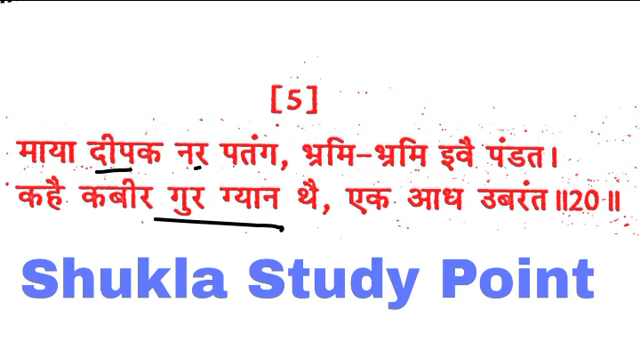 [5]
माया दीपक नर पतंग, भ्रमि-भ्रमि इवै पंडत।
कहै कबीर गुर ग्यान थै, एक आध उबरंत ॥20॥
Shukla Study Point